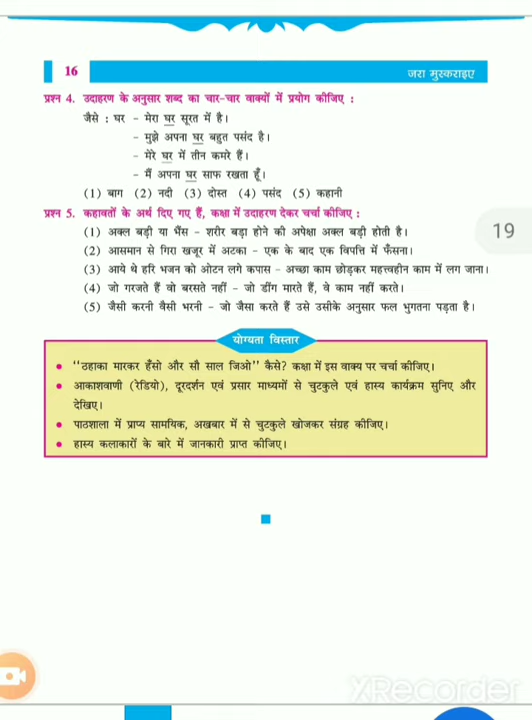 16
जरा मुस्कराइए
प्रश्न 4. उदाहरण के अनुसार शब्द का चार-चार वाक्यों में प्रयोग कीजिए :
जैसे : घर - मेरा घर सूरत में है।
- मुझे अपना घर बहुत पसंद है।
- मेरे घर में तीन कमरे हैं।
- मैं अपना घर साफ रखता हूँ।
(1) बाग (2) नदी (3) दोस्त (4) पसंद (5) कहानी
प्रश्न 5. कहावतों के अर्थ दिए गए हैं, कक्षा में उदाहरण देकर चर्चा कीजिए :
(1) अक्ल बड़ी या भैंस - शरीर बड़ा होने की अपेक्षा अक्ल बड़ी होती है।
(2) आसमान से गिरा खजूर में अटका - एक के बाद एक विपत्ति में फँसना।
(3) आये थे हरि भजन को ओटन लगे कपास - अच्छा काम छोड़कर महत्त्वहीन काम में लग जाना।
(4) जो गरजते हैं वो बरसते नहीं - जो डींग मारते हैं, वे काम नहीं करते।
(5) जैसी करनी वैसी भरनी - जो जैसा करते हैं उसे उसीके अनुसार फल भुगतना पड़ता है।
19
योग्यता विस्तार
• "ठहाका मारकर हँसो और सौ साल जिओ" कैसे? कक्षा में इस वाक्य पर चर्चा कीजिए।
• आकाशवाणी (रेडियो), दूरदर्शन एवं प्रसार माध्यमों से चुटकुले एवं हास्य कार्यक्रम सुनिए और
देखिए।
• पाठशाला में प्राप्य सामयिक, अखबार में से चुटकुले खोजकर संग्रह कीजिए।
• हास्य कलाकारों के बारे में जानकारी प्राप्त कीजिए।
XRecorder